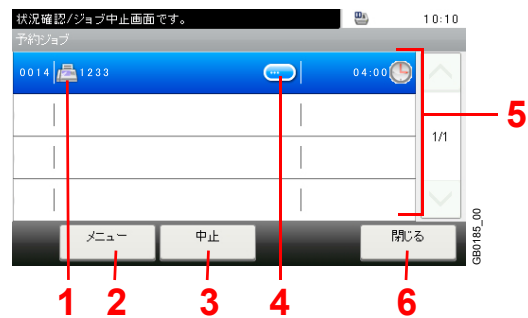 状況確認/ジョブ中止画面です。 10:10
予約ジョブ
0014 1233 ... 04:00
5
1/1
メニュー 中止 閉じる
GB0185_00
1 2 3 4 6